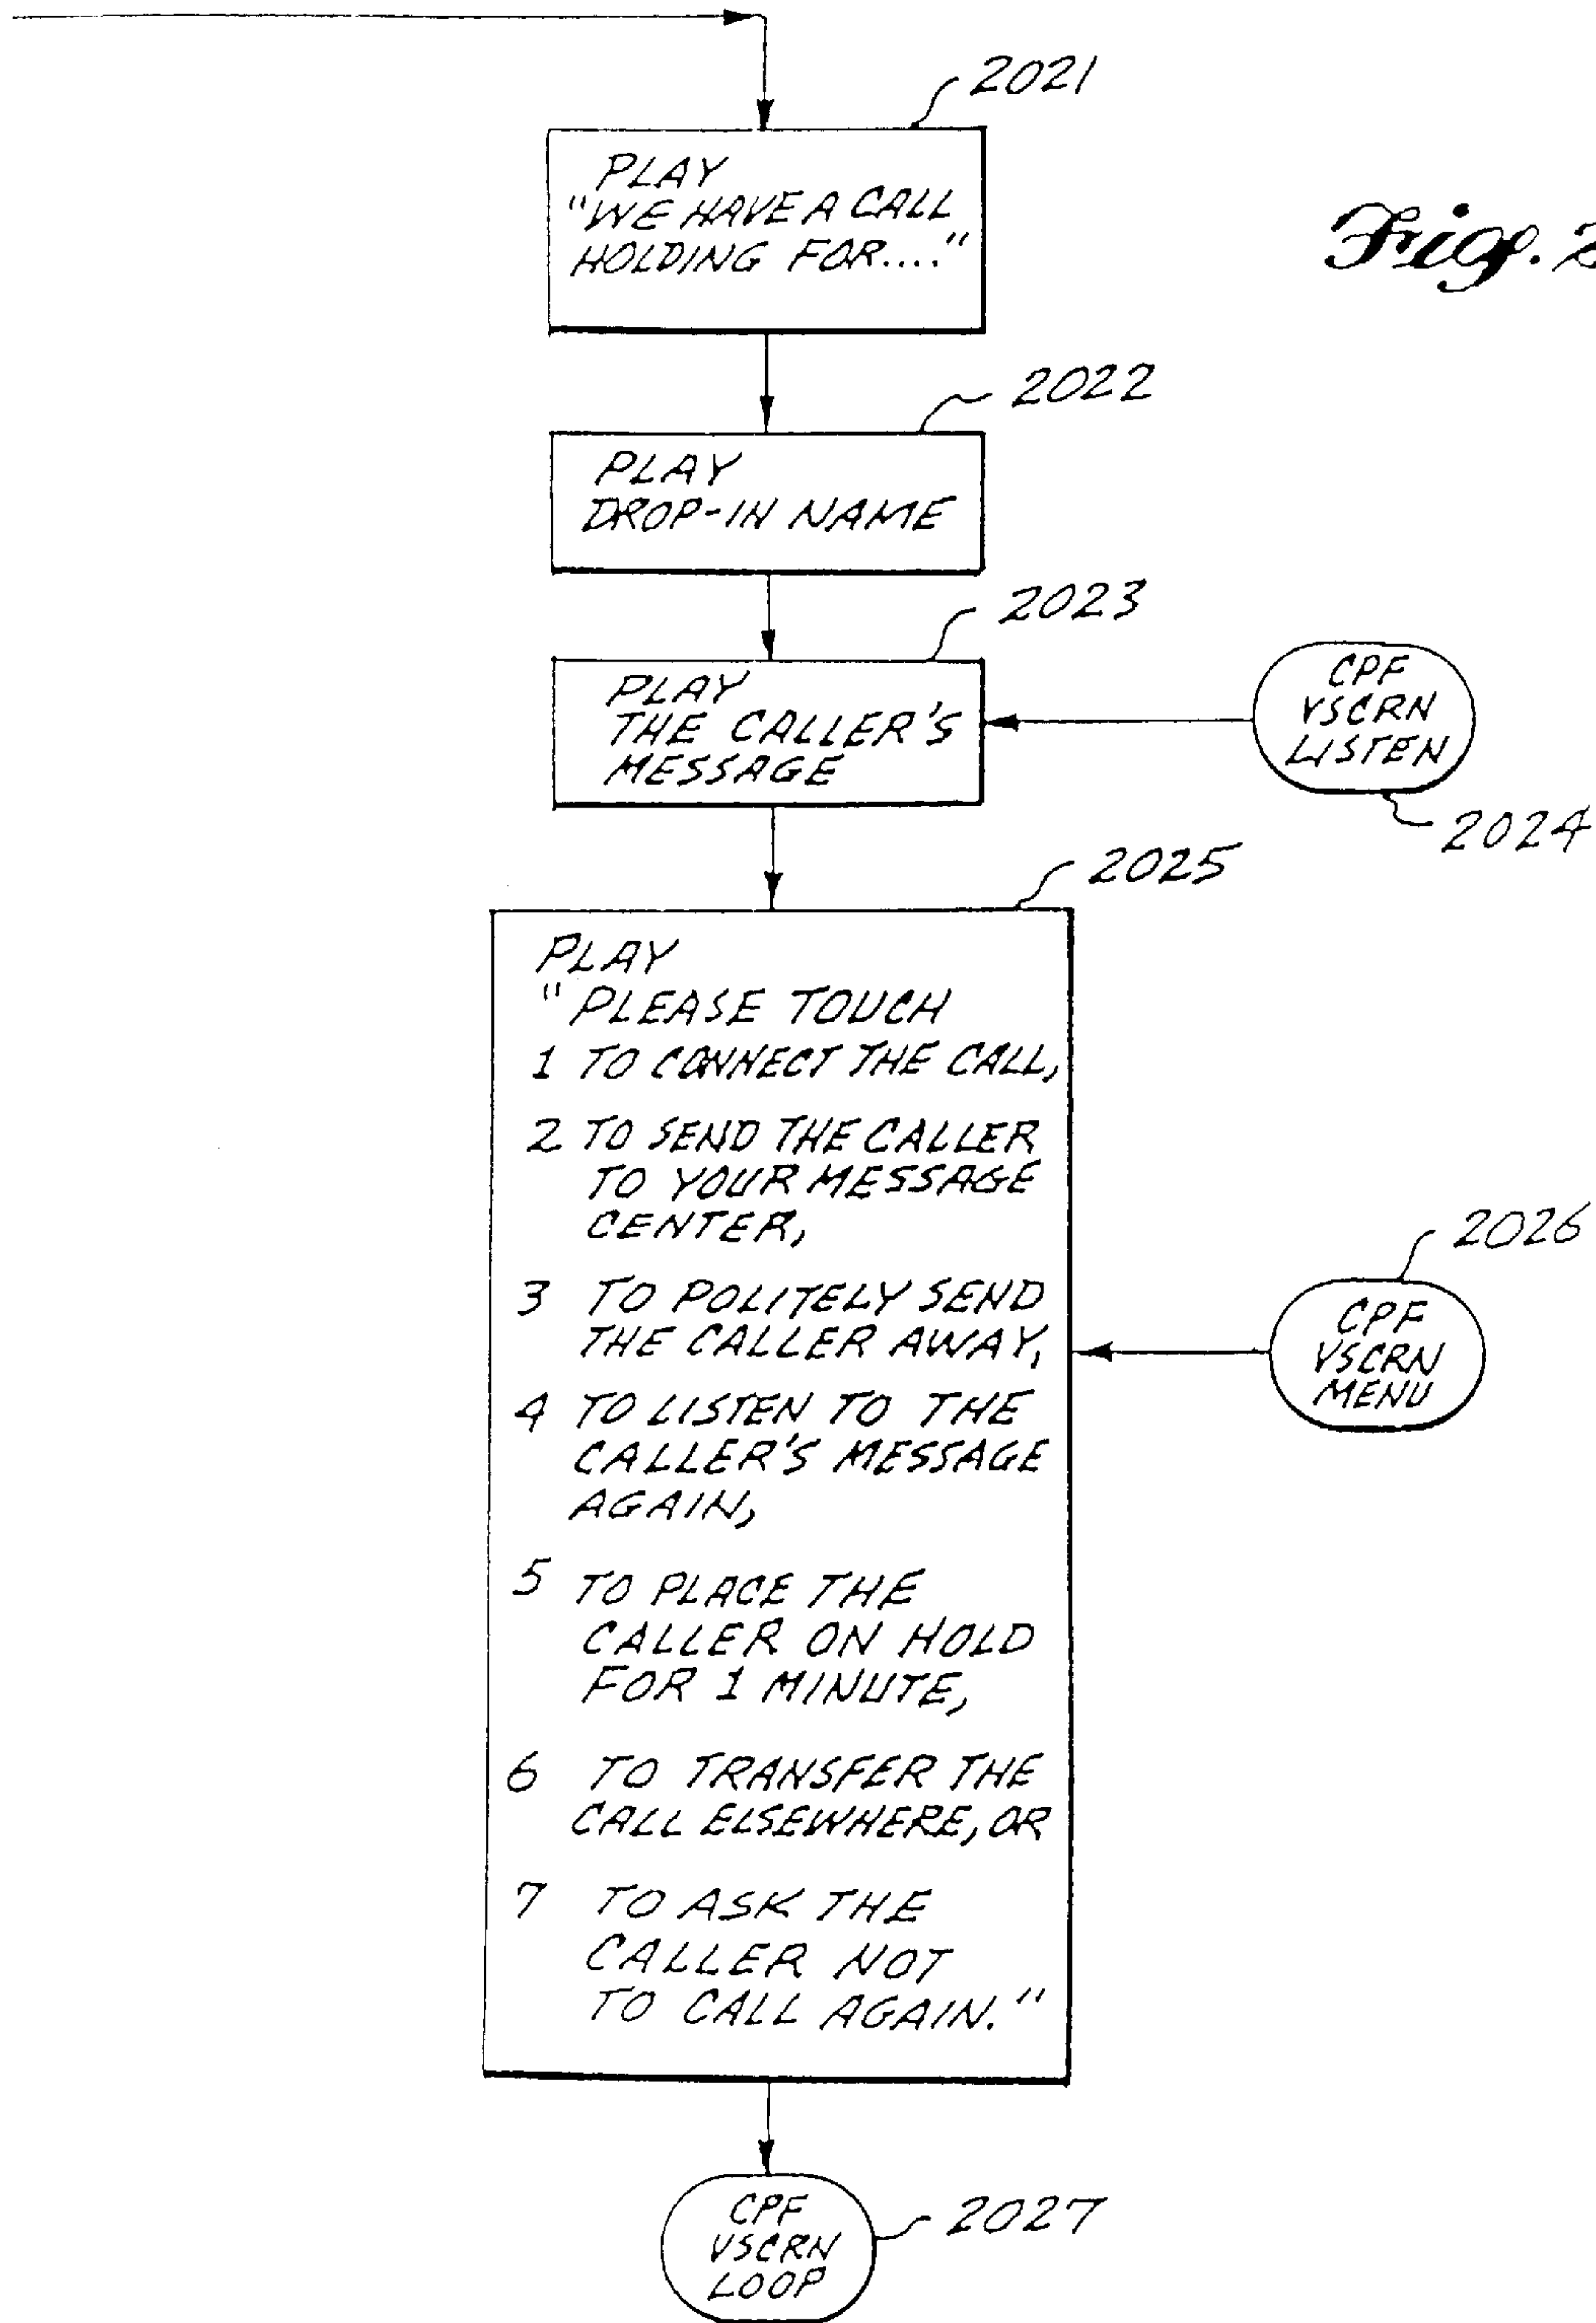 2021
PLAY
"WE HAVE A CALL
HOLDING FOR...."
Fig. 2
2022
PLAY
DROP-IN NAME
2023
PLAY
THE CALLER'S
MESSAGE
CPF
VSCRN
LISTEN
2024
2025
PLAY
"PLEASE TOUCH
1 TO CONNECT THE CALL,
2 TO SEND THE CALLER
TO YOUR MESSAGE
CENTER,
3 TO POLITELY SEND
THE CALLER AWAY,
4 TO LISTEN TO THE
CALLER'S MESSAGE
AGAIN,
5 TO PLACE THE
CALLER ON HOLD
FOR 1 MINUTE,
6 TO TRANSFER THE
CALL ELSEWHERE, OR
7 TO ASK THE
CALLER NOT
TO CALL AGAIN."
2026
CPF
VSCRN
MENU
CPF
VSCRN
LOOP
2027